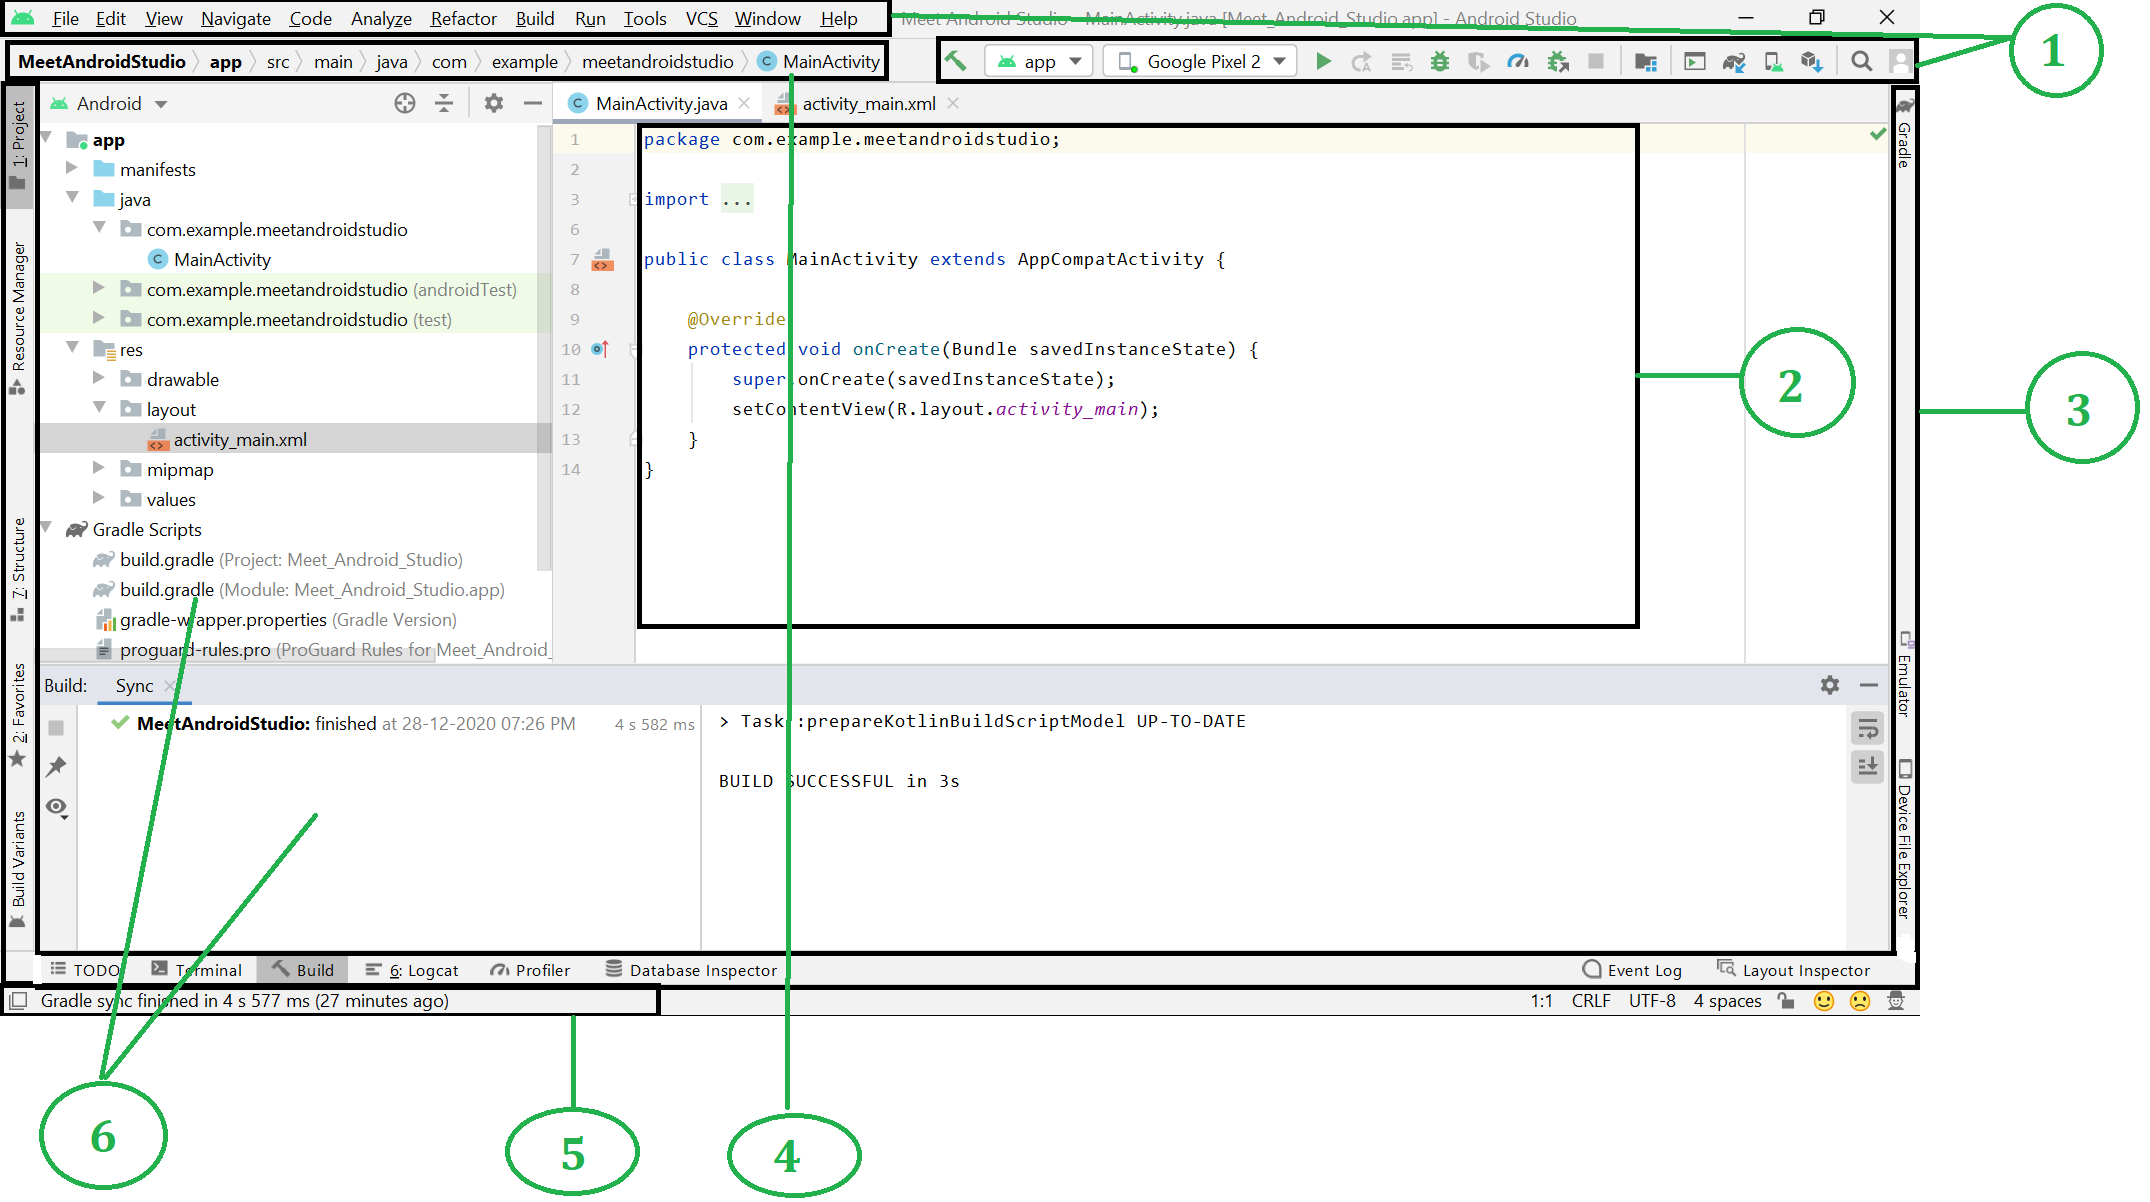 File Edit View Navigate Code Analyze Refactor Build Run Tools VCS Window Help Meet Android Studio - MainActivity.java [Meet_Android_Studio.app] - Android Studio
MeetAndroidStudio app src main java com example meetandroidstudio MainActivity
app Google Pixel 2
1
Android
MainActivity.java
activity_main.xml
1: Project
Resource Manager
7: Structure
2: Favorites
Build Variants
app
manifests
java
com.example.meetandroidstudio
MainActivity
com.example.meetandroidstudio (androidTest)
com.example.meetandroidstudio (test)
res
drawable
layout
activity_main.xml
mipmap
values
Gradle Scripts
build.gradle (Project: Meet_Android_Studio)
build.gradle (Module: Meet_Android_Studio.app)
gradle-wrapper.properties (Gradle Version)
proguard-rules.pro (ProGuard Rules for Meet_Android_
1 package com.example.meetandroidstudio;
2
3 import ...
6
7 public class MainActivity extends AppCompatActivity {
8
9 @Override
10 protected void onCreate(Bundle savedInstanceState) {
11 super.onCreate(savedInstanceState);
12 setContentView(R.layout.activity_main);
13 }
14 }
2
3
Gradle
Emulator
Device File Explorer
Build: Sync
MeetAndroidStudio: finished at 28-12-2020 07:26 PM 4 s 582 ms
> Task :prepareKotlinBuildScriptModel UP-TO-DATE
BUILD SUCCESSFUL in 3s
TODO Terminal Build 6: Logcat Profiler Database Inspector Event Log Layout Inspector
Gradle sync finished in 4 s 577 ms (27 minutes ago) 1:1 CRLF UTF-8 4 spaces
6
5
4